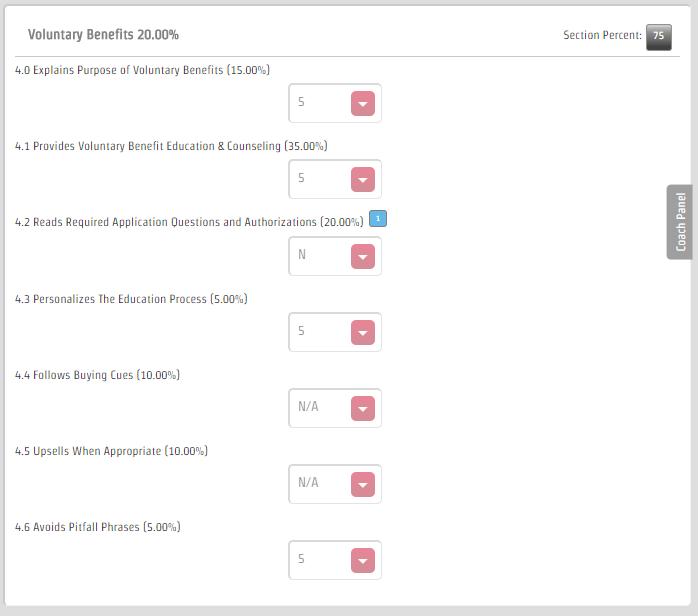 Voluntary Benefits 20.00%
Section Percent: 75
4.0 Explains Purpose of Voluntary Benefits (15.00%)
5
4.1 Provides Voluntary Benefit Education & Counseling (35.00%)
5
4.2 Reads Required Application Questions and Authorizations (20.00%) 1
N
4.3 Personalizes The Education Process (5.00%)
5
4.4 Follows Buying Cues (10.00%)
N/A
4.5 Upsells When Appropriate (10.00%)
N/A
4.6 Avoids Pitfall Phrases (5.00%)
5
Coach Panel